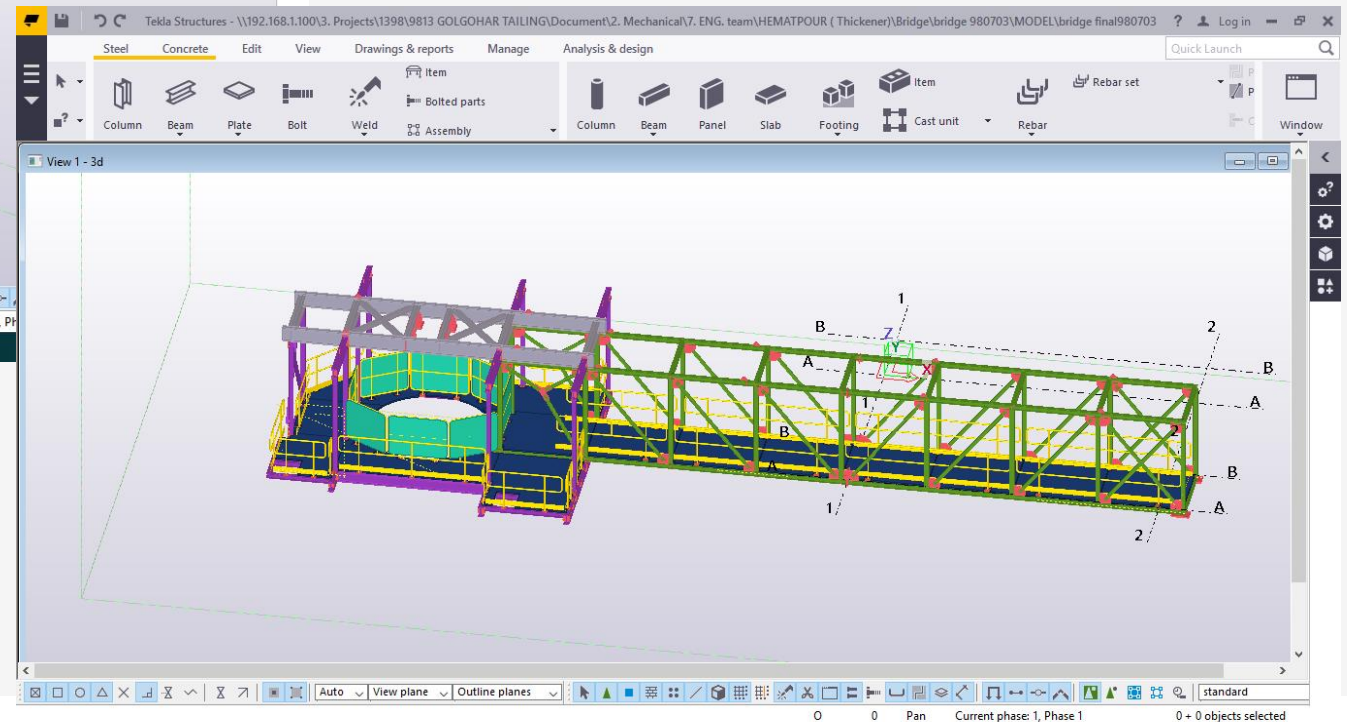 Tekla Structures - \\192.168.1.100\3. Projects\1398\9813 GOLGOHAR TAILING\Document\2. Mechanical\7. ENG. team\HEMATPOUR ( Thickener)\Bridge\bridge 980703\MODEL\bridge final980703 ? Log in
Steel Concrete Edit View Drawings & reports Manage Analysis & design Quick Launch
Item Item Rebar set P
Bolted parts P
Column Beam Plate Bolt Weld Assembly Column Beam Panel Slab Footing Cast unit Rebar Window
View 1 - 3d
1
B Z 2
Y
A X B
A
1
B 2
A B
A
1
2
Ph
Auto View plane Outline planes standard
O 0 Pan Current phase: 1, Phase 1 0 + 0 objects selected